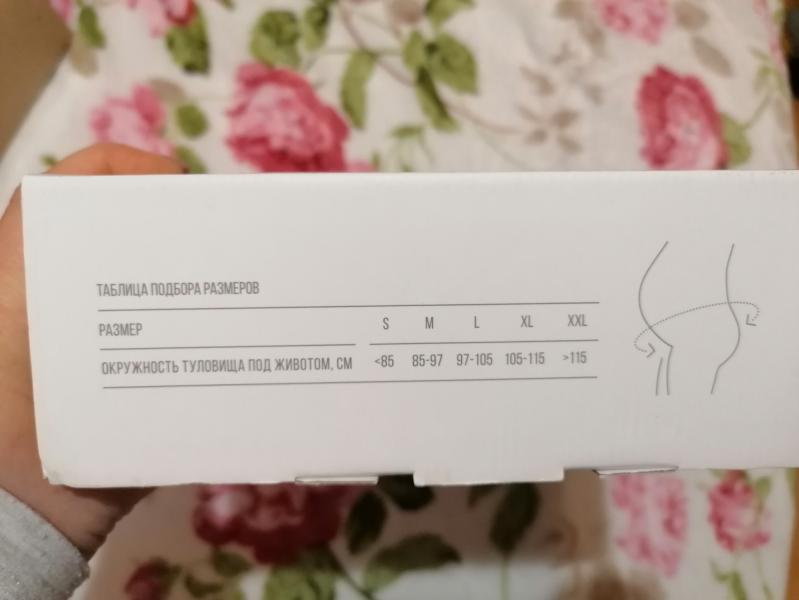 ТАБЛИЦА ПОДБОРА РАЗМЕРОВ
РАЗМЕР S M L XL XXL
ОКРУЖНОСТЬ ТУЛОВИЩА ПОД ЖИВОТОМ, СМ <85 85-97 97-105 105-115 >115